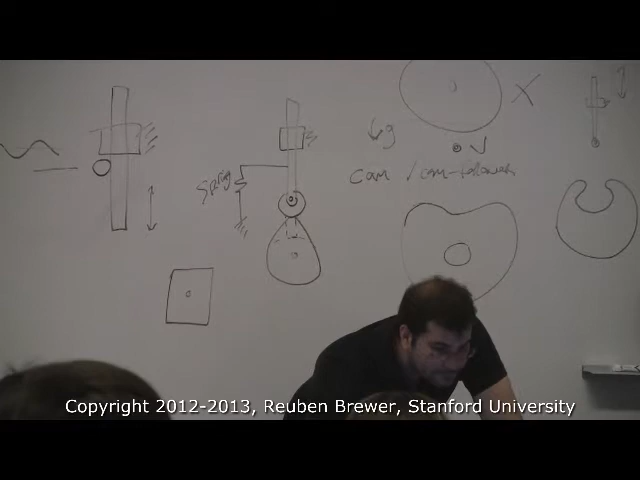 Spring
g
X
V
Cam / Cam-follower
Copyright 2012-2013, Reuben Brewer, Stanford University